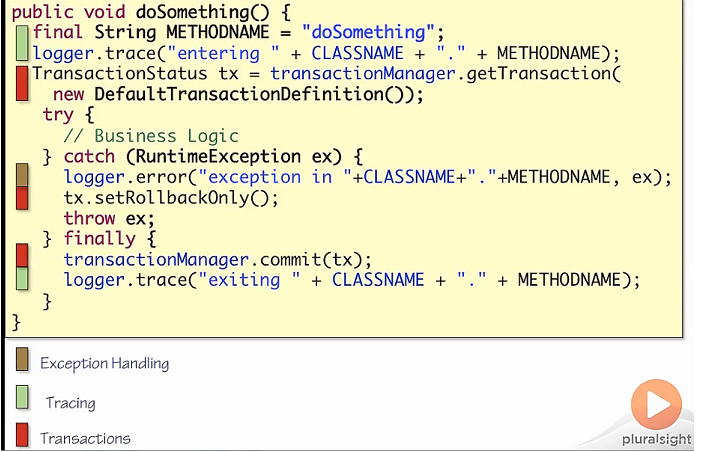 public void doSomething() {
final String METHODNAME = "doSomething";
logger.trace("entering " + CLASSNAME + "." + METHODNAME);
TransactionStatus tx = transactionManager.getTransaction(
new DefaultTransactionDefinition());
try {
// Business Logic
} catch (RuntimeException ex) {
logger.error("exception in "+CLASSNAME+"."+METHODNAME, ex);
tx.setRollbackOnly();
throw ex;
} finally {
transactionManager.commit(tx);
logger.trace("exiting " + CLASSNAME + "." + METHODNAME);
}
}
Exception Handling
Tracing
Transactions
pluralsight